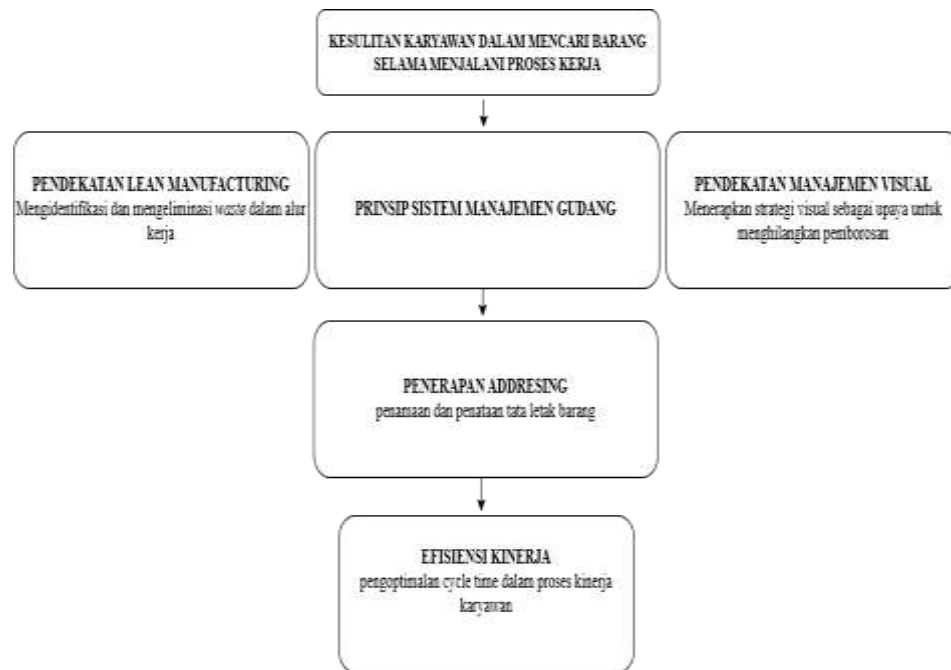 KESULITAN KARYAWAN DALAM MENCARI BARANG
SELAMA MENJALANI PROSES KERJA
PENDEKATAN LEAN MANUFACTURING
Mengidentifikasi dan mengeliminasi waste dalam alur
kerja
PRINSIP SISTEM MANAJEMEN GUDANG
PENDEKATAN MANAJEMEN VISUAL
Menerapkan strategi visual sebagai upaya untuk
menghilangkan pemborosan
PENERAPAN ADDRESING
penamaan dan penataan tata letak barang
EFISIENSI KINERJA
pengoptimalan cycle time dalam proses kinerja
karyawan